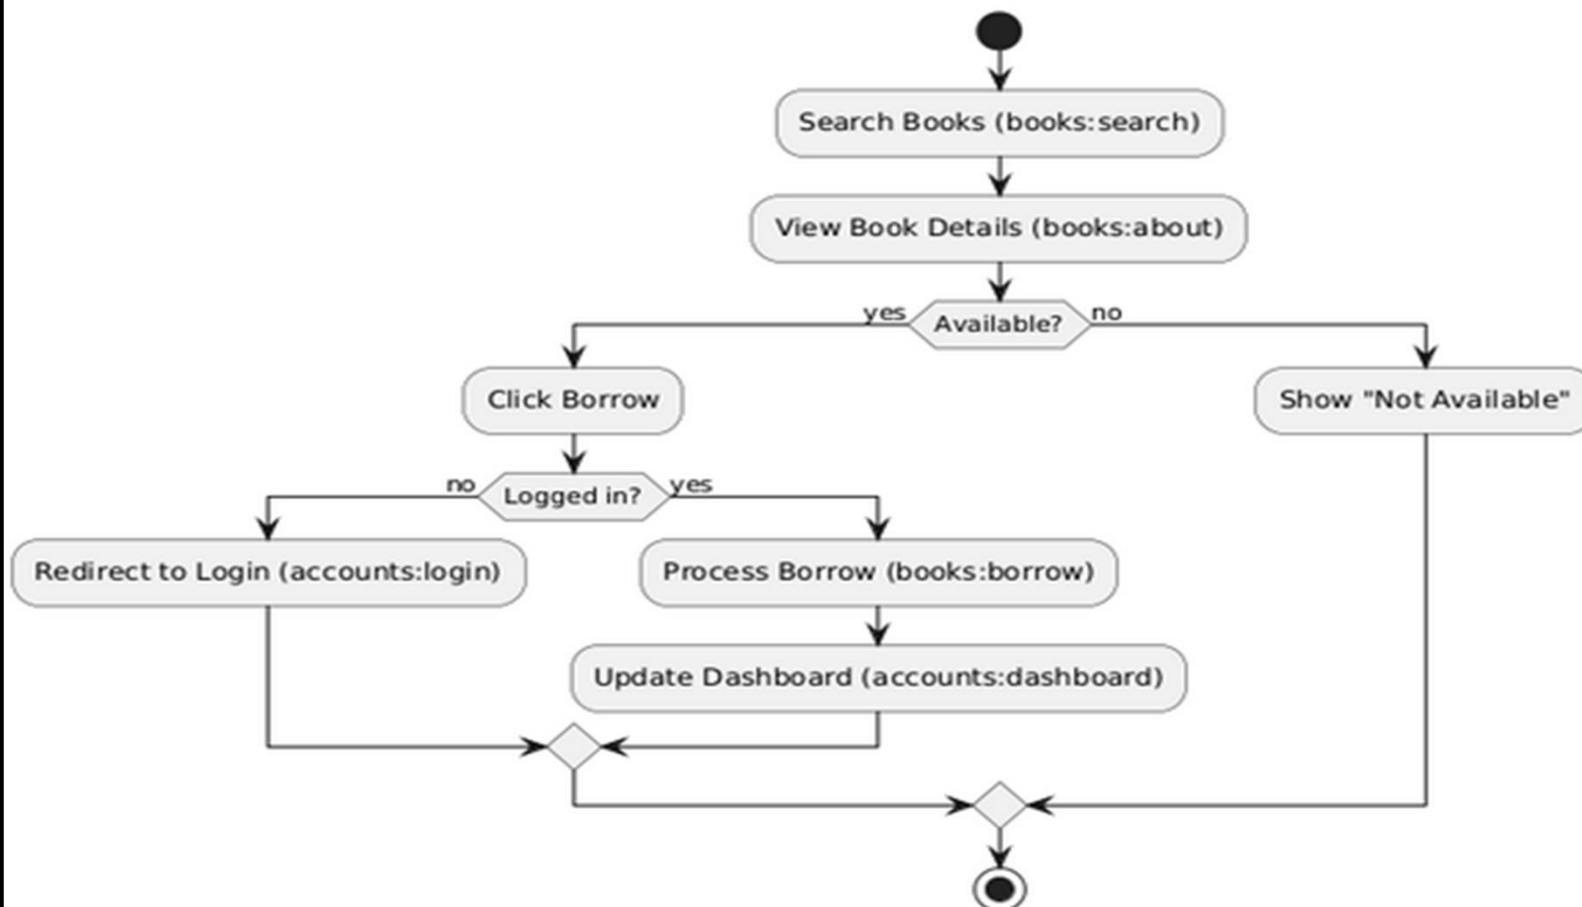 Search Books (books:search)
View Book Details (books:about)
yes
Available?
no
Click Borrow
Show "Not Available"
no
Logged in?
yes
Redirect to Login (accounts:login)
Process Borrow (books:borrow)
Update Dashboard (accounts:dashboard)